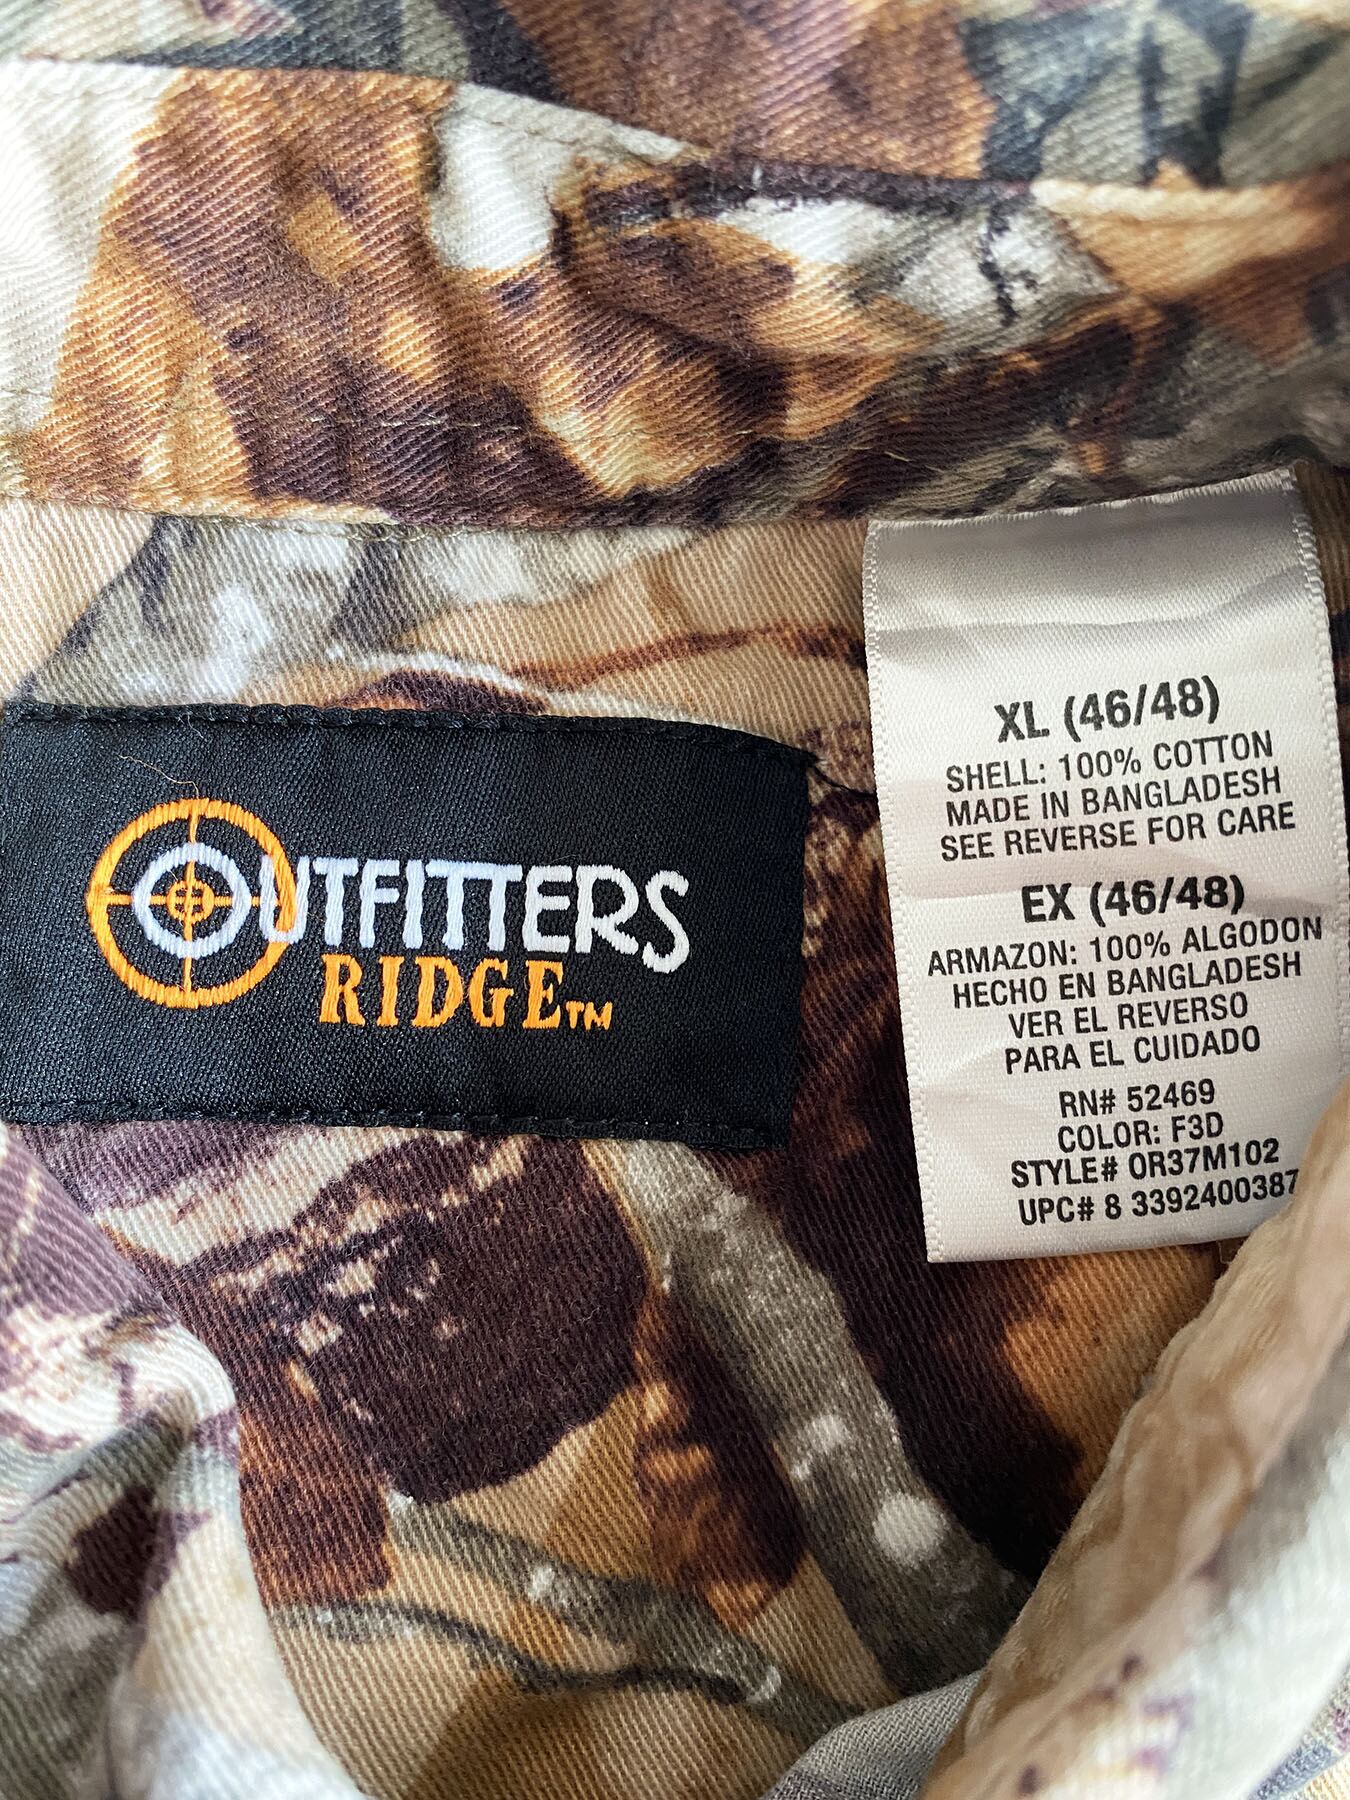 OUTFITTERS
RIDGE™
XL (46/48)
SHELL: 100% COTTON
MADE IN BANGLADESH
SEE REVERSE FOR CARE
EX (46/48)
ARMAZON: 100% ALGODON
HECHO EN BANGLADESH
VER EL REVERSO
PARA EL CUIDADO
RN# 52469
COLOR: F3D
STYLE# OR37M102
UPC# 8 3392400387